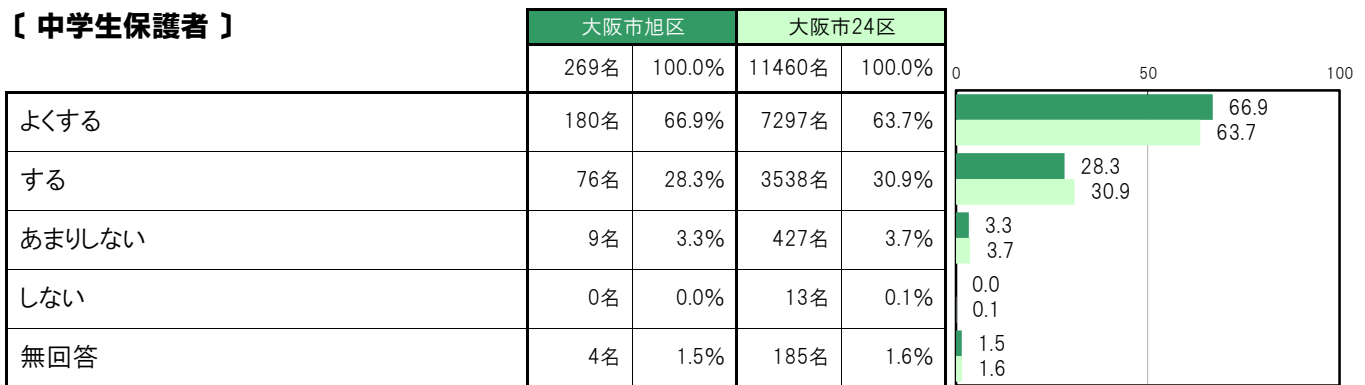 〔 中学生保護者 〕
大阪市旭区 大阪市24区
269名 100.0% 11460名 100.0%
0 50 100
よくする 180名 66.9% 7297名 63.7%
66.9
63.7
する 76名 28.3% 3538名 30.9%
28.3
30.9
あまりしない 9名 3.3% 427名 3.7%
3.3
3.7
しない 0名 0.0% 13名 0.1%
0.0
0.1
無回答 4名 1.5% 185名 1.6%
1.5
1.6